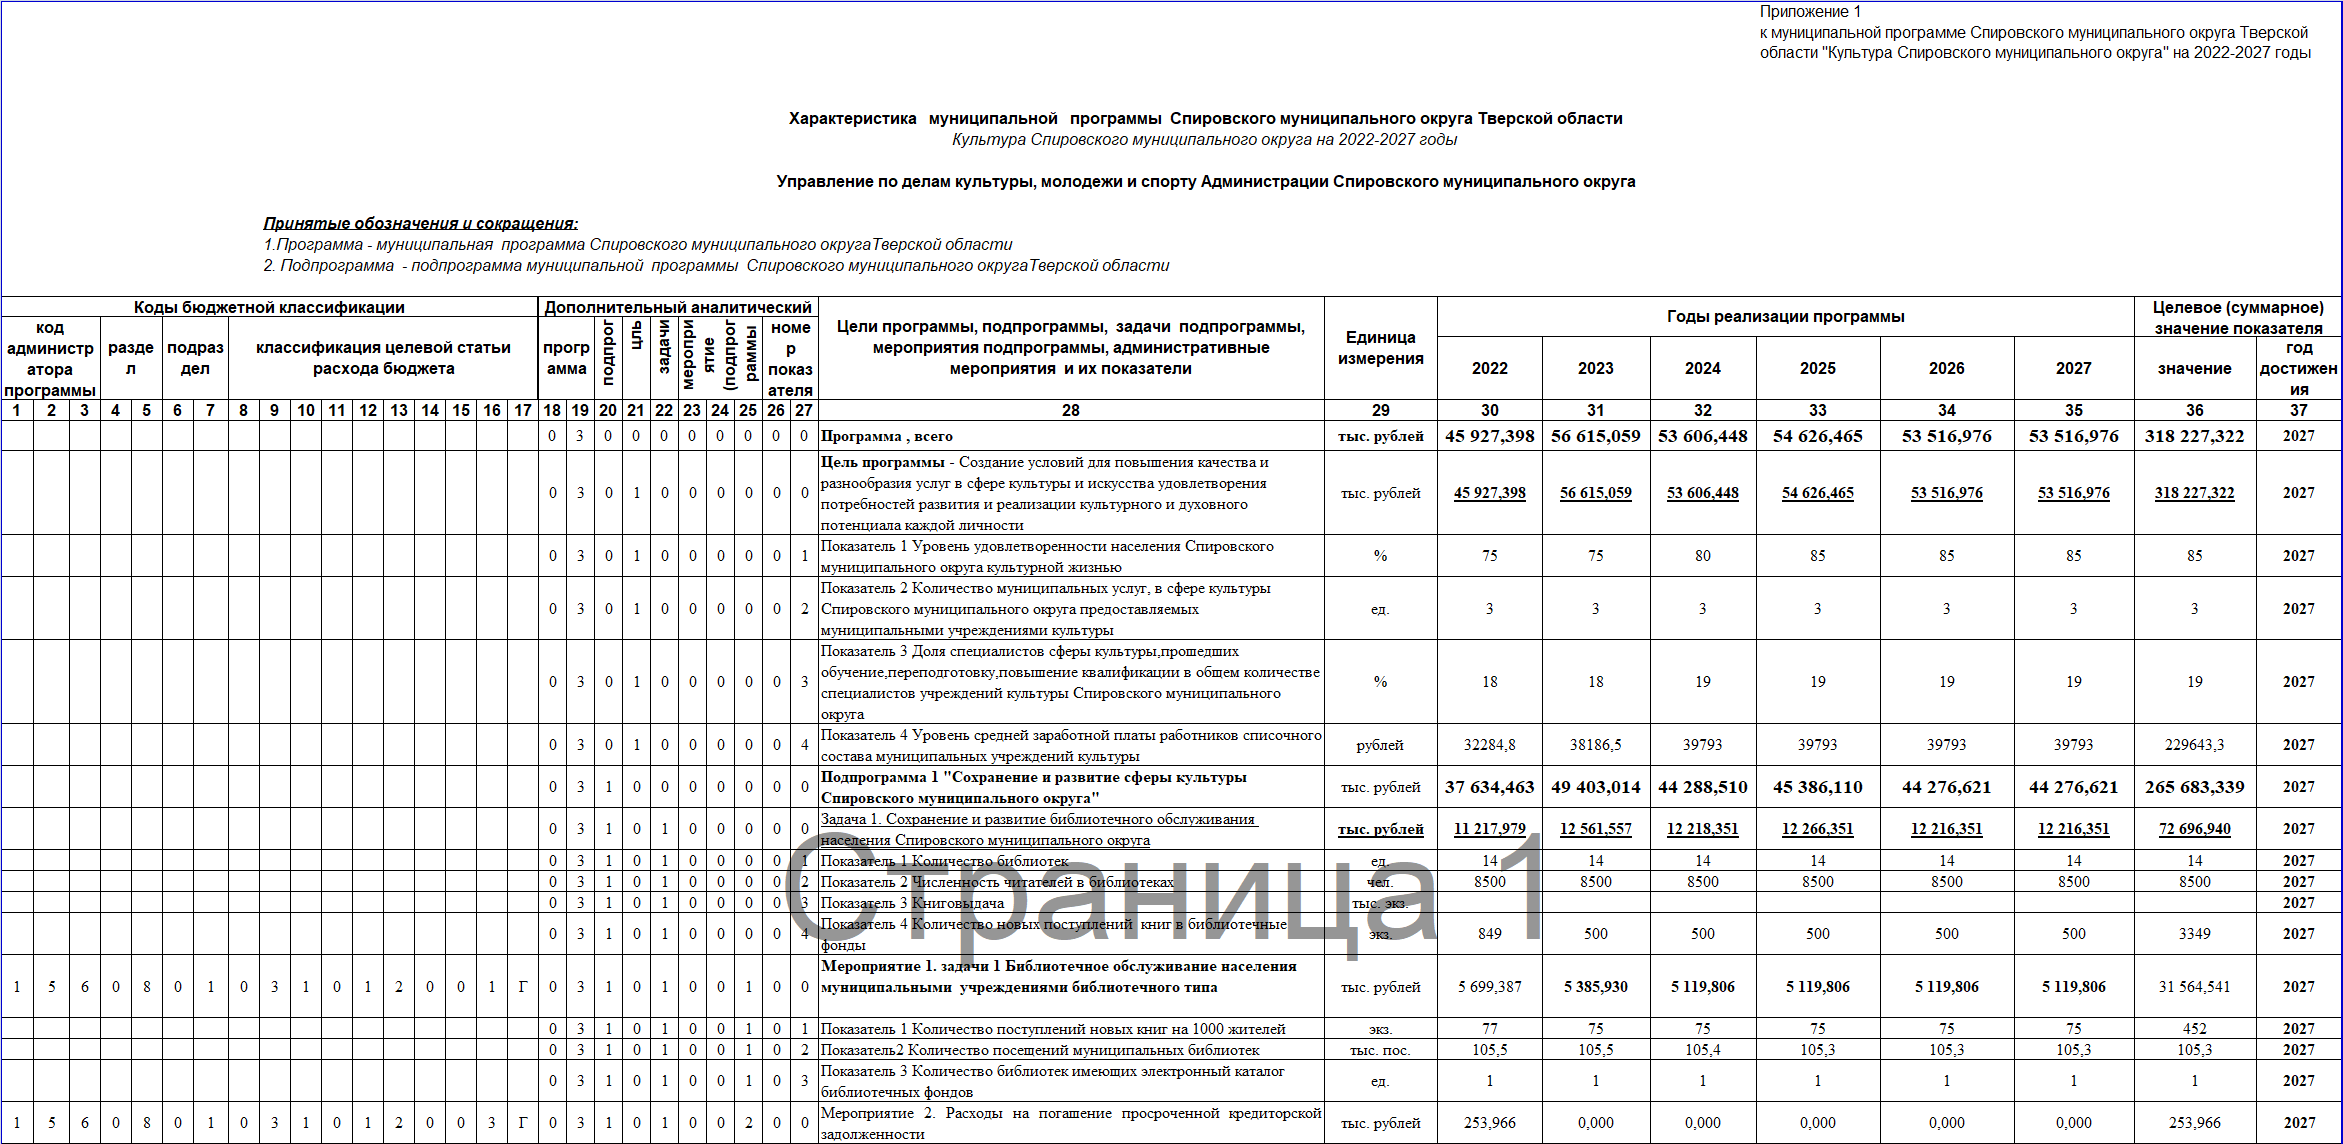 Приложение 1
к муниципальной программе Спировского муниципального округа Тверской
области "Культура Спировского муниципального округа" на 2022-2027 годы
Характеристика муниципальной программы Спировского муниципального округа Тверской области
Культура Спировского муниципального округа на 2022-2027 годы
Управление по делам культуры, молодежи и спорту Администрации Спировского муниципального округа
Принятые обозначения и сокращения:
1.Программа - муниципальная программа Спировского муниципального округаТверской области
2. Подпрограмма - подпрограмма муниципальной программы Спировского муниципального округаТверской области
Коды бюджетной классификации
Дополнительный аналитический
Цели программы, подпрограммы, задачи подпрограммы,
мероприятия подпрограммы, административные
мероприятия и их показатели
Единица
измерения
Годы реализации программы
Целевое (суммарное)
значение показателя
код
администр
атора
программы
разде
л
подраз
дел
классификация целевой статьи
расхода бюджета
прогр
амма
подпрог
цпь
задачи
меропри
ятие
(подпрог
раммы
номе
р
показ
ателя
2022 2023 2024 2025 2026 2027 значение
год
достижен
ия
1 2 3 4 5 6 7 8 9 10 11 12 13 14 15 16 17 18 19 20 21 22 23 24 25 26 27 28 29 30 31 32 33 34 35 36 37
0 3 0 0 0 0 0 0 0 0 Программа , всего тыс. рублей 45 927,398 56 615,059 53 606,448 54 626,465 53 516,976 53 516,976 318 227,322 2027
Цель программы - Создание условий для повышения качества и
разнообразия услуг в сфере культуры и искусства удовлетворения
потребностей развития и реализации культурного и духовного
потенциала каждой личности
0 3 0 1 0 0 0 0 0 0 тыс. рублей 45 927,398 56 615,059 53 606,448 54 626,465 53 516,976 53 516,976 318 227,322 2027
Показатель 1 Уровень удовлетворенности населения Спировского
муниципального округа культурной жизнью
0 3 0 1 0 0 0 0 0 1 % 75 75 80 85 85 85 85 2027
Показатель 2 Количество муниципальных услуг, в сфере культуры
Спировского муниципального округа предоставляемых
муниципальными учреждениями культуры
0 3 0 1 0 0 0 0 0 2 ед. 3 3 3 3 3 3 3 2027
Показатель 3 Доля специалистов сферы культуры,прошедших
обучение,переподготовку,повышение квалификации в общем количестве
специалистов учреждений культуры Спировского муниципального
округа
0 3 0 1 0 0 0 0 0 3 % 18 18 19 19 19 19 19 2027
Показатель 4 Уровень средней заработной платы работников списочного
состава муниципальных учреждений культуры
0 3 0 1 0 0 0 0 0 4 рублей 32284,8 38186,5 39793 39793 39793 39793 229643,3 2027
Подпрограмма 1 "Сохранение и развитие сферы культуры
Спировского муниципального округа"
0 3 1 0 0 0 0 0 0 0 тыс. рублей 37 634,463 49 403,014 44 288,510 45 386,110 44 276,621 44 276,621 265 683,339 2027
Задача 1. Сохранение и развитие библиотечного обслуживания
населения Спировского муниципального округа
0 3 1 0 1 0 0 0 0 0 тыс. рублей 11 217,979 12 561,557 12 218,351 12 266,351 12 216,351 12 216,351 72 696,940 2027
0 3 1 0 1 0 0 0 0 1 Показатель 1 Количество библиотек ед. 14 14 14 14 14 14 14 2027
0 3 1 0 1 0 0 0 0 2 Показатель 2 Численность читателей в библиотеках чел. 8500 8500 8500 8500 8500 8500 8500 2027
0 3 1 0 1 0 0 0 0 3 Показатель 3 Книговыдача тыс. экз. 2027
Показатель 4 Количество новых поступлений книг в библиотечные
фонды
0 3 1 0 1 0 0 0 0 4 экз. 849 500 500 500 500 500 3349 2027
Страница 1
Мероприятие 1. задачи 1 Библиотечное обслуживание населения
муниципальными учреждениями библиотечного типа
1 5 6 0 8 0 1 0 3 1 0 1 2 0 0 1 Г 0 3 1 0 1 0 0 1 0 0 тыс. рублей 5 699,387 5 385,930 5 119,806 5 119,806 5 119,806 5 119,806 31 564,541 2027
0 3 1 0 1 0 0 1 0 1 Показатель 1 Количество поступлений новых книг на 1000 жителей экз. 77 75 75 75 75 75 452 2027
0 3 1 0 1 0 0 1 0 2 Показатель2 Количество посещений муниципальных библиотек тыс. пос. 105,5 105,5 105,4 105,3 105,3 105,3 105,3 2027
Показатель 3 Количество библиотек имеющих электронный каталог
библиотечных фондов
0 3 1 0 1 0 0 1 0 3 ед. 1 1 1 1 1 1 1 2027
Мероприятие 2. Расходы на погашение просроченной кредиторской
задолженности
1 5 6 0 8 0 1 0 3 1 0 1 2 0 0 3 Г 0 3 1 0 1 0 0 2 0 0 тыс. рублей 253,966 0,000 0,000 0,000 0,000 0,000 253,966 2027